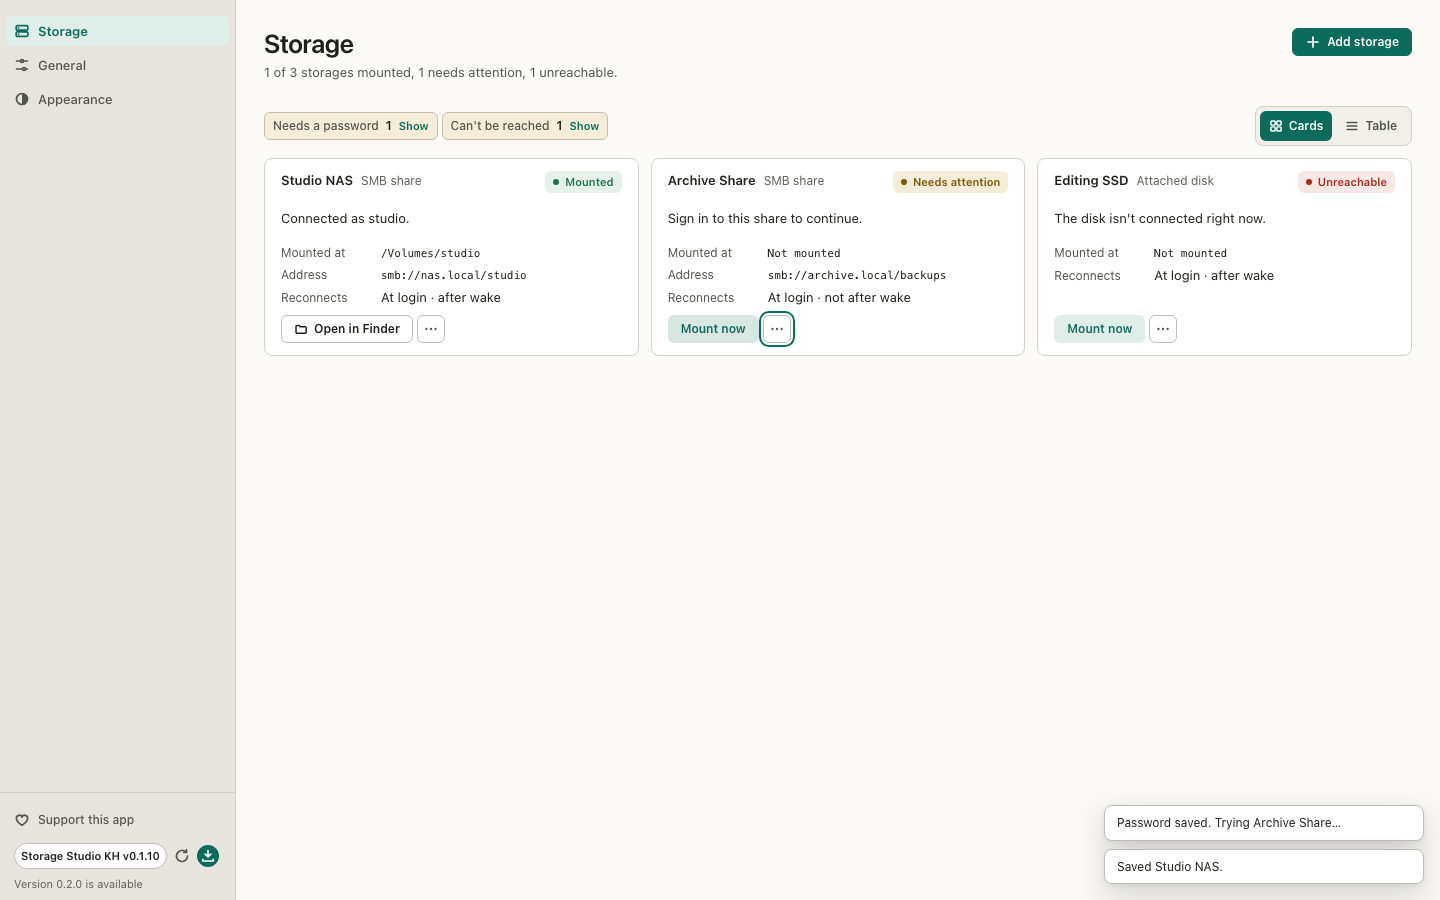 Storage
General
Appearance
Storage
1 of 3 storages mounted, 1 needs attention, 1 unreachable.
Add storage
Needs a password 1 Show
Can't be reached 1 Show
Cards
Table
Studio NAS SMB share
Mounted
Connected as studio.
Mounted at /Volumes/studio
Address smb://nas.local/studio
Reconnects At login · after wake
Open in Finder
Archive Share SMB share
Needs attention
Sign in to this share to continue.
Mounted at Not mounted
Address smb://archive.local/backups
Reconnects At login · not after wake
Mount now
Editing SSD Attached disk
Unreachable
The disk isn't connected right now.
Mounted at Not mounted
Reconnects At login · after wake
Mount now
Support this app
Storage Studio KH v0.1.10
Version 0.2.0 is available
Password saved. Trying Archive Share…
Saved Studio NAS.